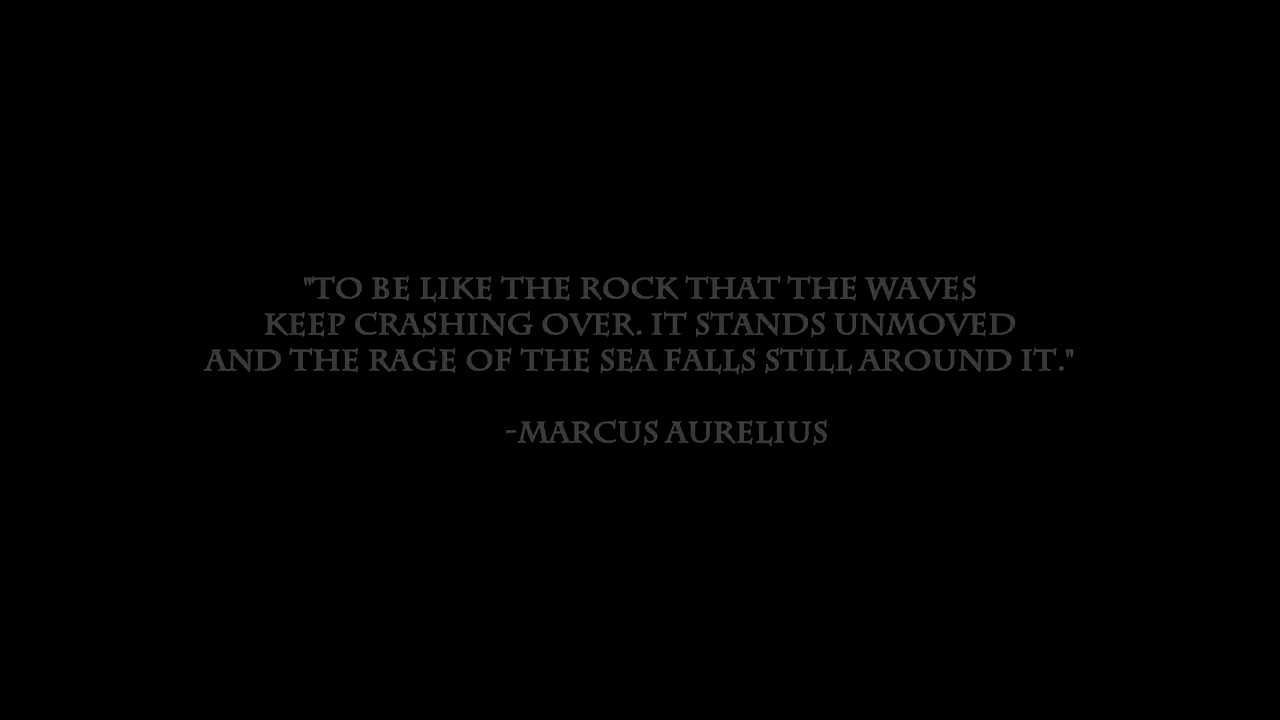 "TO BE LIKE THE ROCK THAT THE WAVES
KEEP CRASHING OVER. IT STANDS UNMOVED
AND THE RAGE OF THE SEA FALLS STILL AROUND IT."
-MARCUS AURELIUS